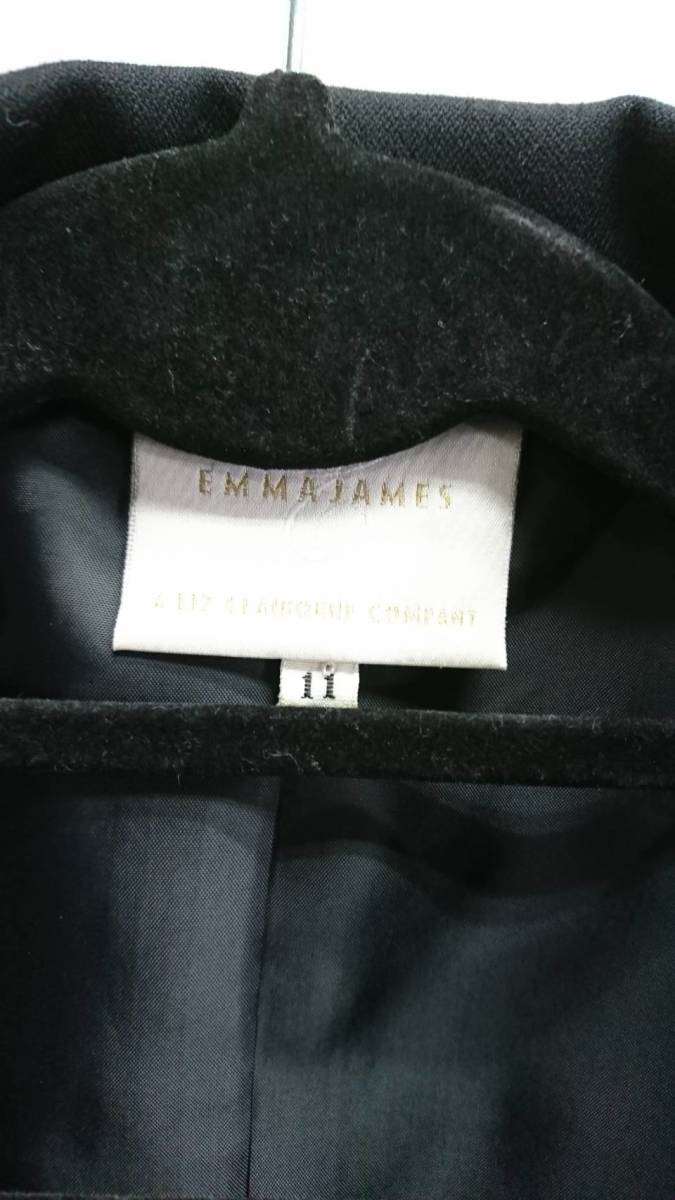 EMMAJAMES
A LIZ CLAIBORNE COMPANY
11